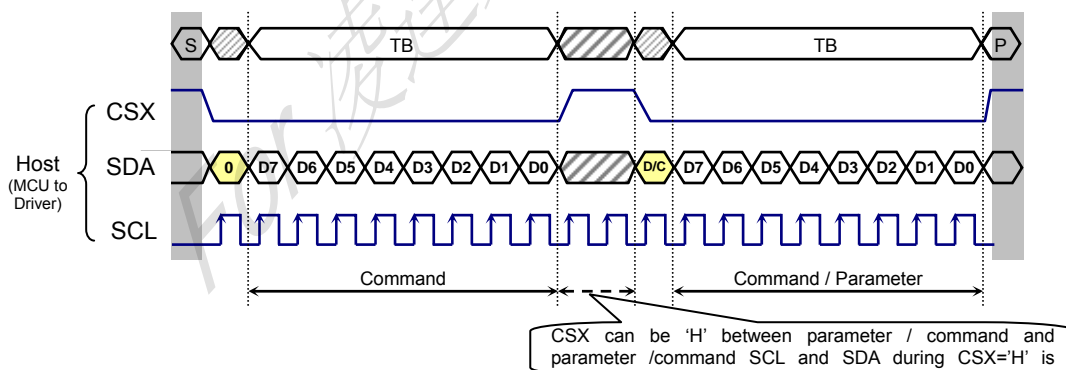 S TB TB P
CSX
Host
(MCU to
Driver)
SDA 0 D7 D6 D5 D4 D3 D2 D1 D0 D/C D7 D6 D5 D4 D3 D2 D1 D0
SCL
Command Command / Parameter
CSX can be ‘H’ between parameter / command and
parameter /command SCL and SDA during CSX=’H’ is
For 凌